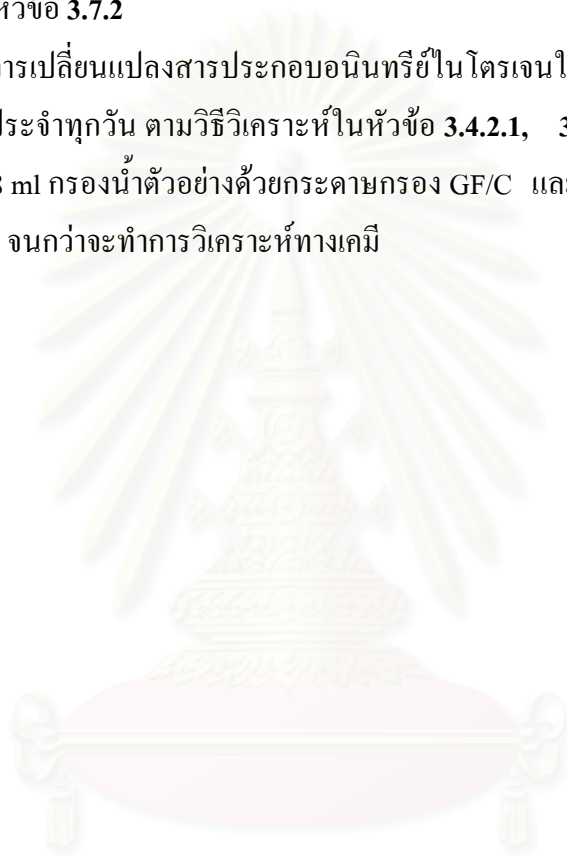 หัวข้อ 3.7.2
การเปลี่ยนแปลงสารประกอบอนินทรีย์ไนโตรเจนใ
ประจำทุกวัน ตามวิธีวิเคราะห์ในหัวข้อ 3.4.2.1, 3
ml กรองน้ำตัวอย่างด้วยกระดาษกรอง GF/C และ
จนกว่าจะทำการวิเคราะห์ทางเคมี